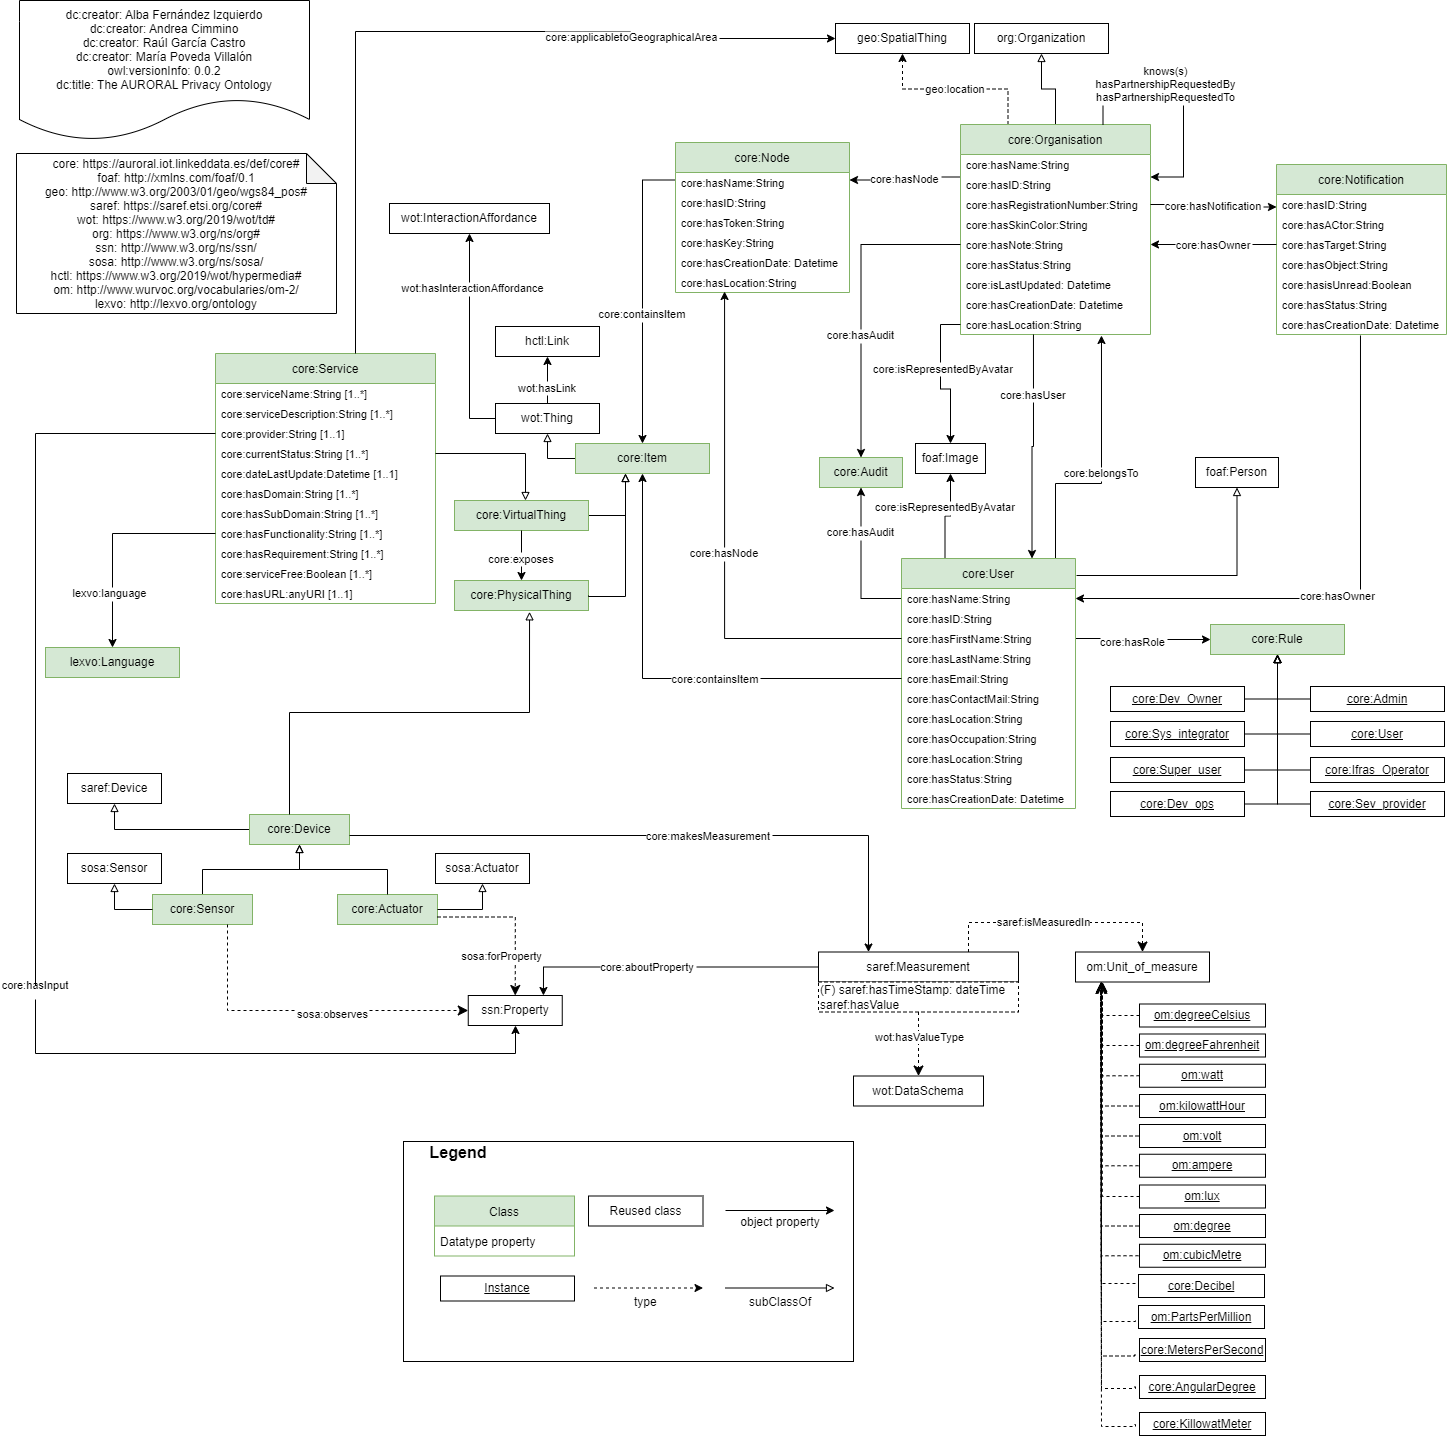 dc:creator: Alba Fernández Izquierdo
dc:creator: Andrea Cimmino
dc:creator: Raúl García Castro
dc:creator: María Poveda Villalón
owl:versionInfo: 0.0.2
dc:title: The AURORAL Privacy Ontology
core: https://auroral.iot.linkeddata.es/def/core#
foaf: http://xmlns.com/foaf/0.1
geo: http://www.w3.org/2003/01/geo/wgs84_pos#
saref: https://saref.etsi.org/core#
wot: https://www.w3.org/2019/wot/td#
org: https://www.w3.org/ns/org#
ssn: http://www.w3.org/ns/ssn/
sosa: http://www.w3.org/ns/sosa/
hctl: https://www.w3.org/2019/wot/hypermedia#
om: http://www.wurvoc.org/vocabularies/om-2/
lexvo: http://lexvo.org/ontology
core:applicabletoGeographicalArea
geo:SpatialThing
org:Organization
geo:location
knows(s)
hasPartnershipRequestedBy
hasPartnershipRequestedTo
core:Node
core:hasName:String
core:hasID:String
core:hasToken:String
core:hasKey:String
core:hasCreationDate: Datetime
core:hasLocation:String
core:hasNode
core:Organisation
core:hasName:String
core:hasID:String
core:hasRegistrationNumber:String
core:hasSkinColor:String
core:hasNote:String
core:hasStatus:String
core:isLastUpdated: Datetime
core:hasCreationDate: Datetime
core:hasLocation:String
core:hasNotification
core:hasOwner
core:Notification
core:hasID:String
core:hasACtor:String
core:hasTarget:String
core:hasObject:String
core:hasisUnread:Boolean
core:hasStatus:String
core:hasCreationDate: Datetime
wot:InteractionAffordance
wot:hasInteractionAffordance
core:containsItem
hctl:Link
wot:hasLink
wot:Thing
core:Item
core:hasAudit
core:isRepresentedByAvatar
core:hasUser
core:Audit
foaf:Image
core:belongsTo
foaf:Person
core:isRepresentedByAvatar
core:hasAudit
core:hasNode
core:Service
core:serviceName:String [1..*]
core:serviceDescription:String [1..*]
core:provider:String [1..1]
core:currentStatus:String [1..*]
core:dateLastUpdate:Datetime [1..1]
core:hasDomain:String [1..*]
core:hasSubDomain:String [1..*]
core:hasFunctionality:String [1..*]
core:hasRequirement:String [1..*]
core:serviceFree:Boolean [1..*]
core:hasURL:anyURI [1..1]
core:VirtualThing
core:exposes
core:PhysicalThing
lexvo:language
lexvo:Language
core:User
core:hasName:String
core:hasID:String
core:hasFirstName:String
core:hasLastName:String
core:hasEmail:String
core:hasContactMail:String
core:hasLocation:String
core:hasOccupation:String
core:hasLocation:String
core:hasStatus:String
core:hasCreationDate: Datetime
core:containsItem
core:hasOwner
core:hasRole
core:Rule
core:Dev_Owner
core:Admin
core:Sys_integrator
core:User
core:Super_user
core:Ifras_Operator
core:Dev_ops
core:Sev_provider
saref:Device
core:Device
core:makesMeasurement
sosa:Sensor
sosa:Actuator
core:Sensor
core:Actuator
sosa:forProperty
core:hasInput
sosa:observes
ssn:Property
core:aboutProperty
saref:isMeasuredIn
saref:Measurement
(F) saref:hasTimeStamp: dateTime
saref:hasValue
wot:hasValueType
wot:DataSchema
om:Unit_of_measure
om:degreeCelsius
om:degreeFahrenheit
om:watt
om:kilowattHour
om:volt
om:ampere
om:lux
om:degree
om:cubicMetre
core:Decibel
om:PartsPerMillion
core:MetersPerSecond
core:AngularDegree
core:KillowatMeter
Legend
Class
Datatype property
Reused class
object property
Instance
type
subClassOf